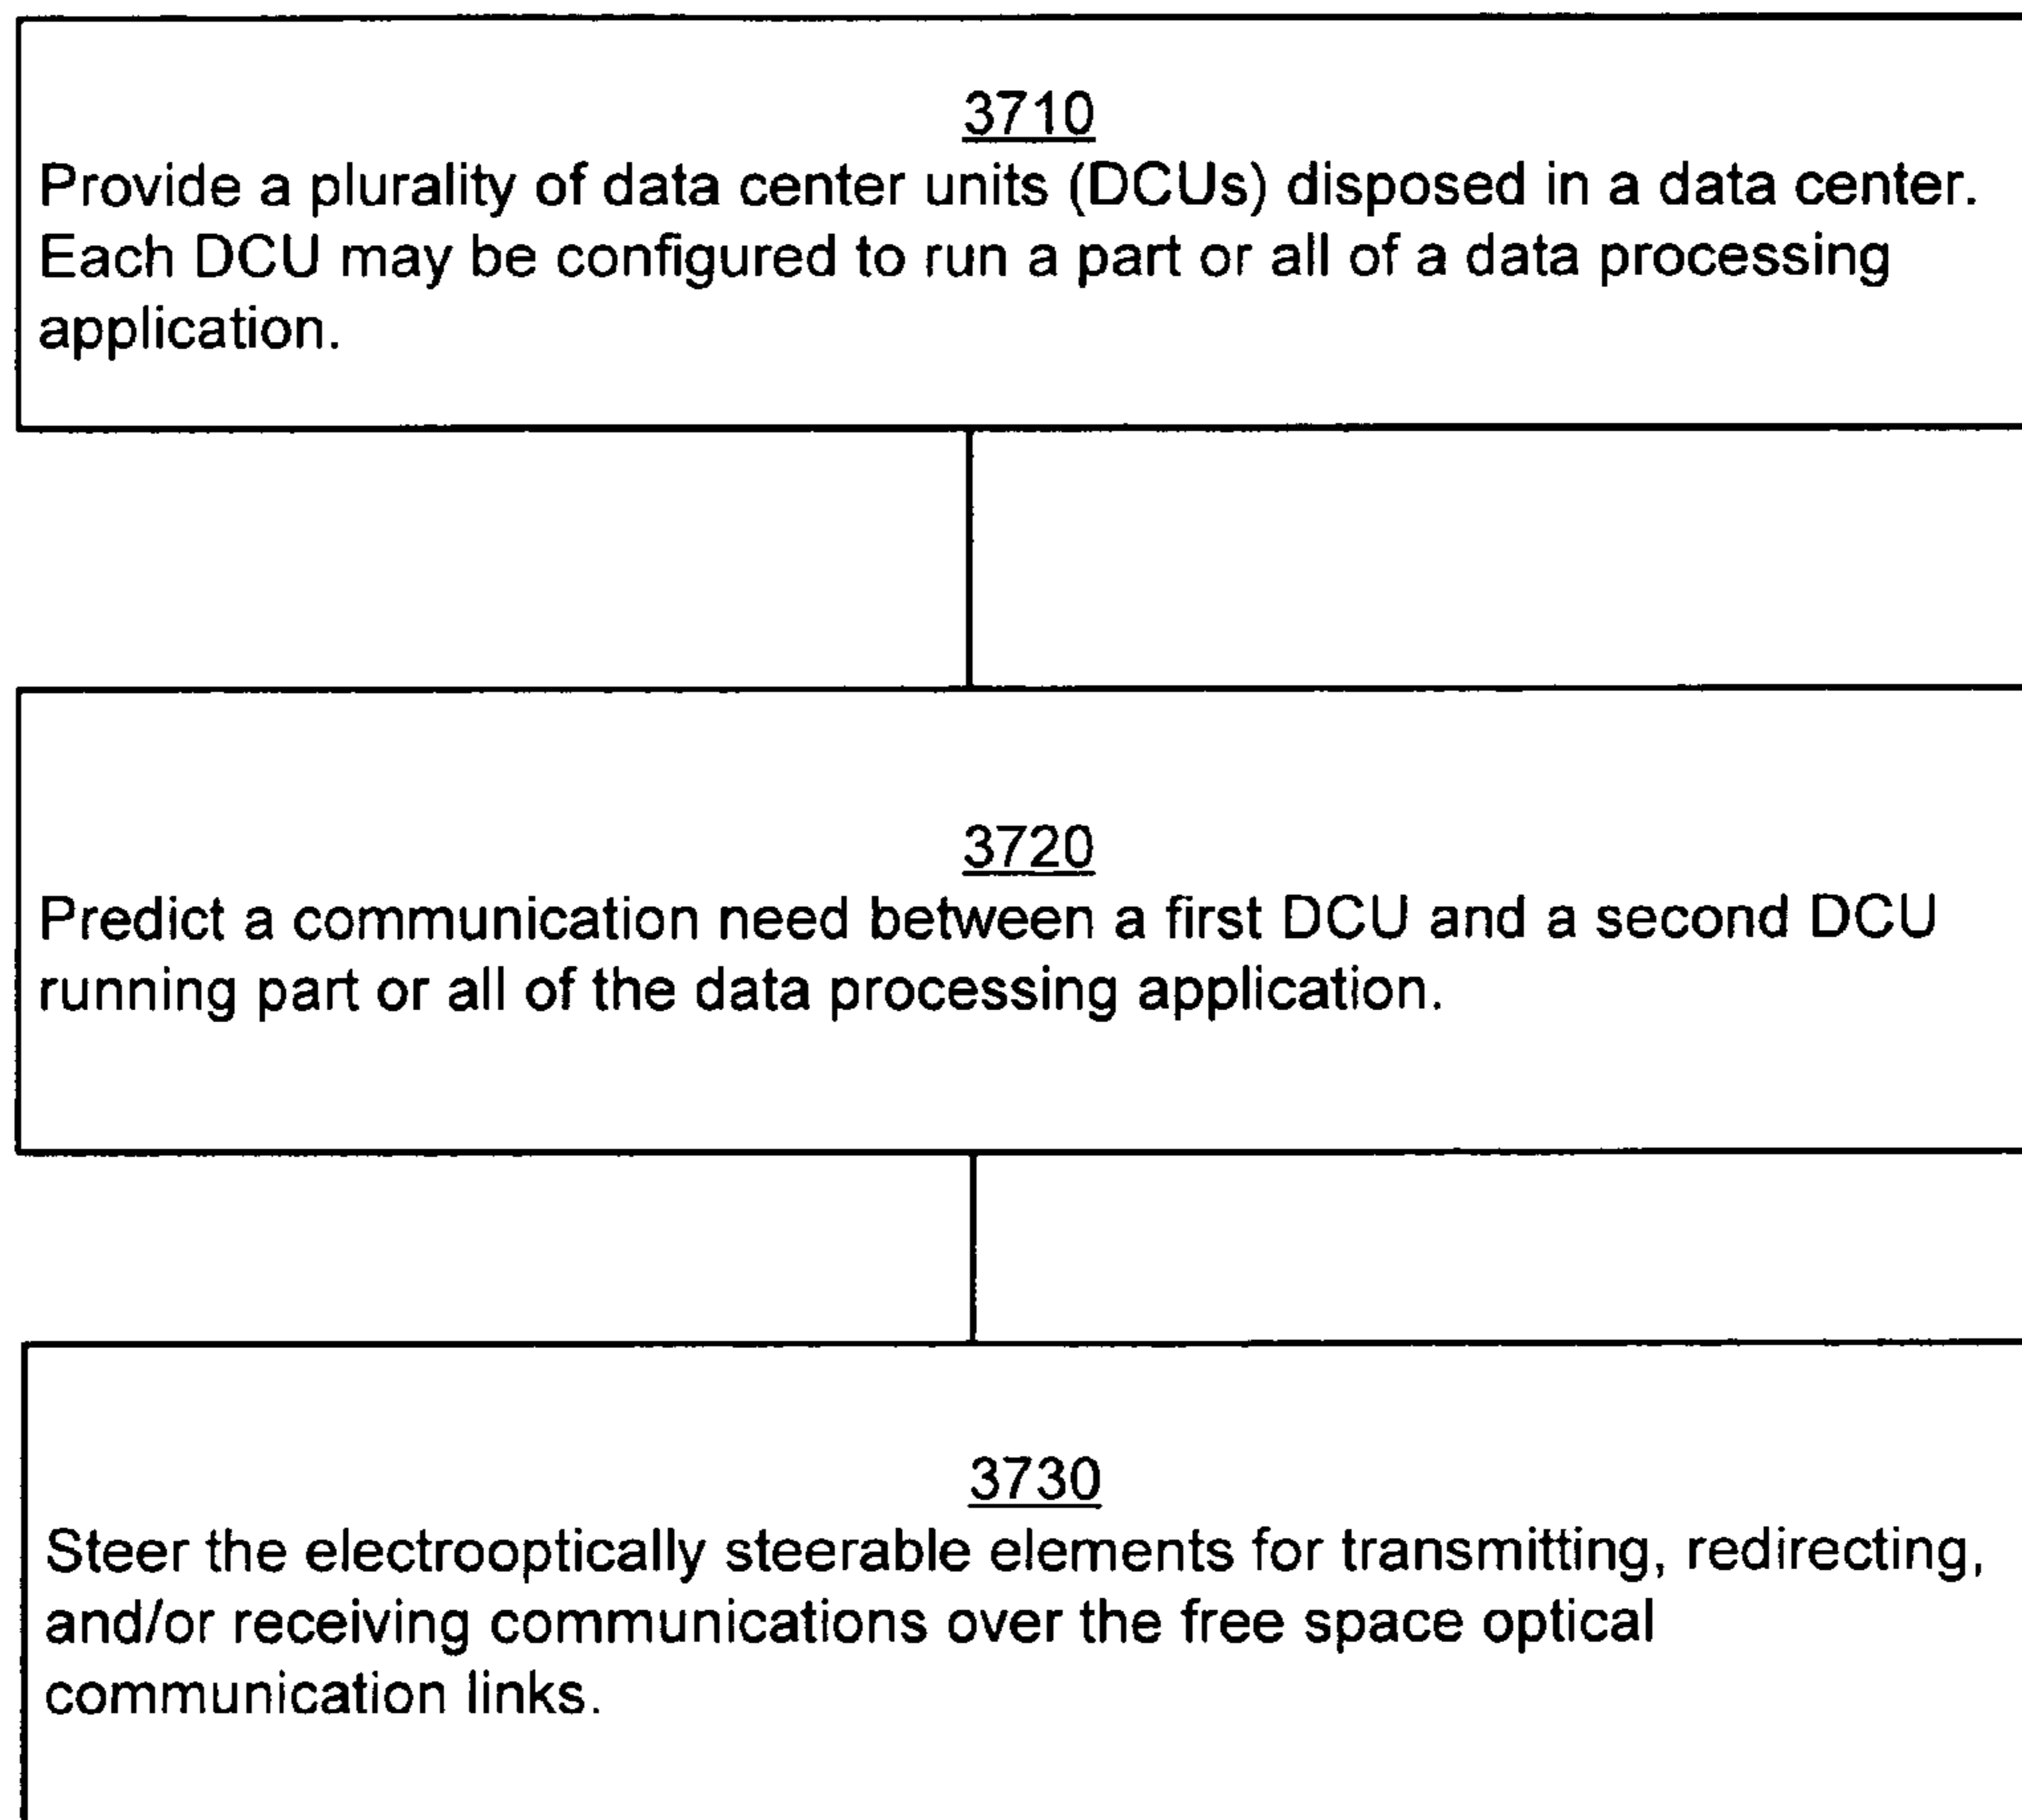 3710
Provide a plurality of data center units (DCUs) disposed in a data center.
Each DCU may be configured to run a part or all of a data processing
application.
3720
Predict a communication need between a first DCU and a second DCU
running part or all of the data processing application.
3730
Steer the electrooptically steerable elements for transmitting, redirecting,
and/or receiving communications over the free space optical
communication links.